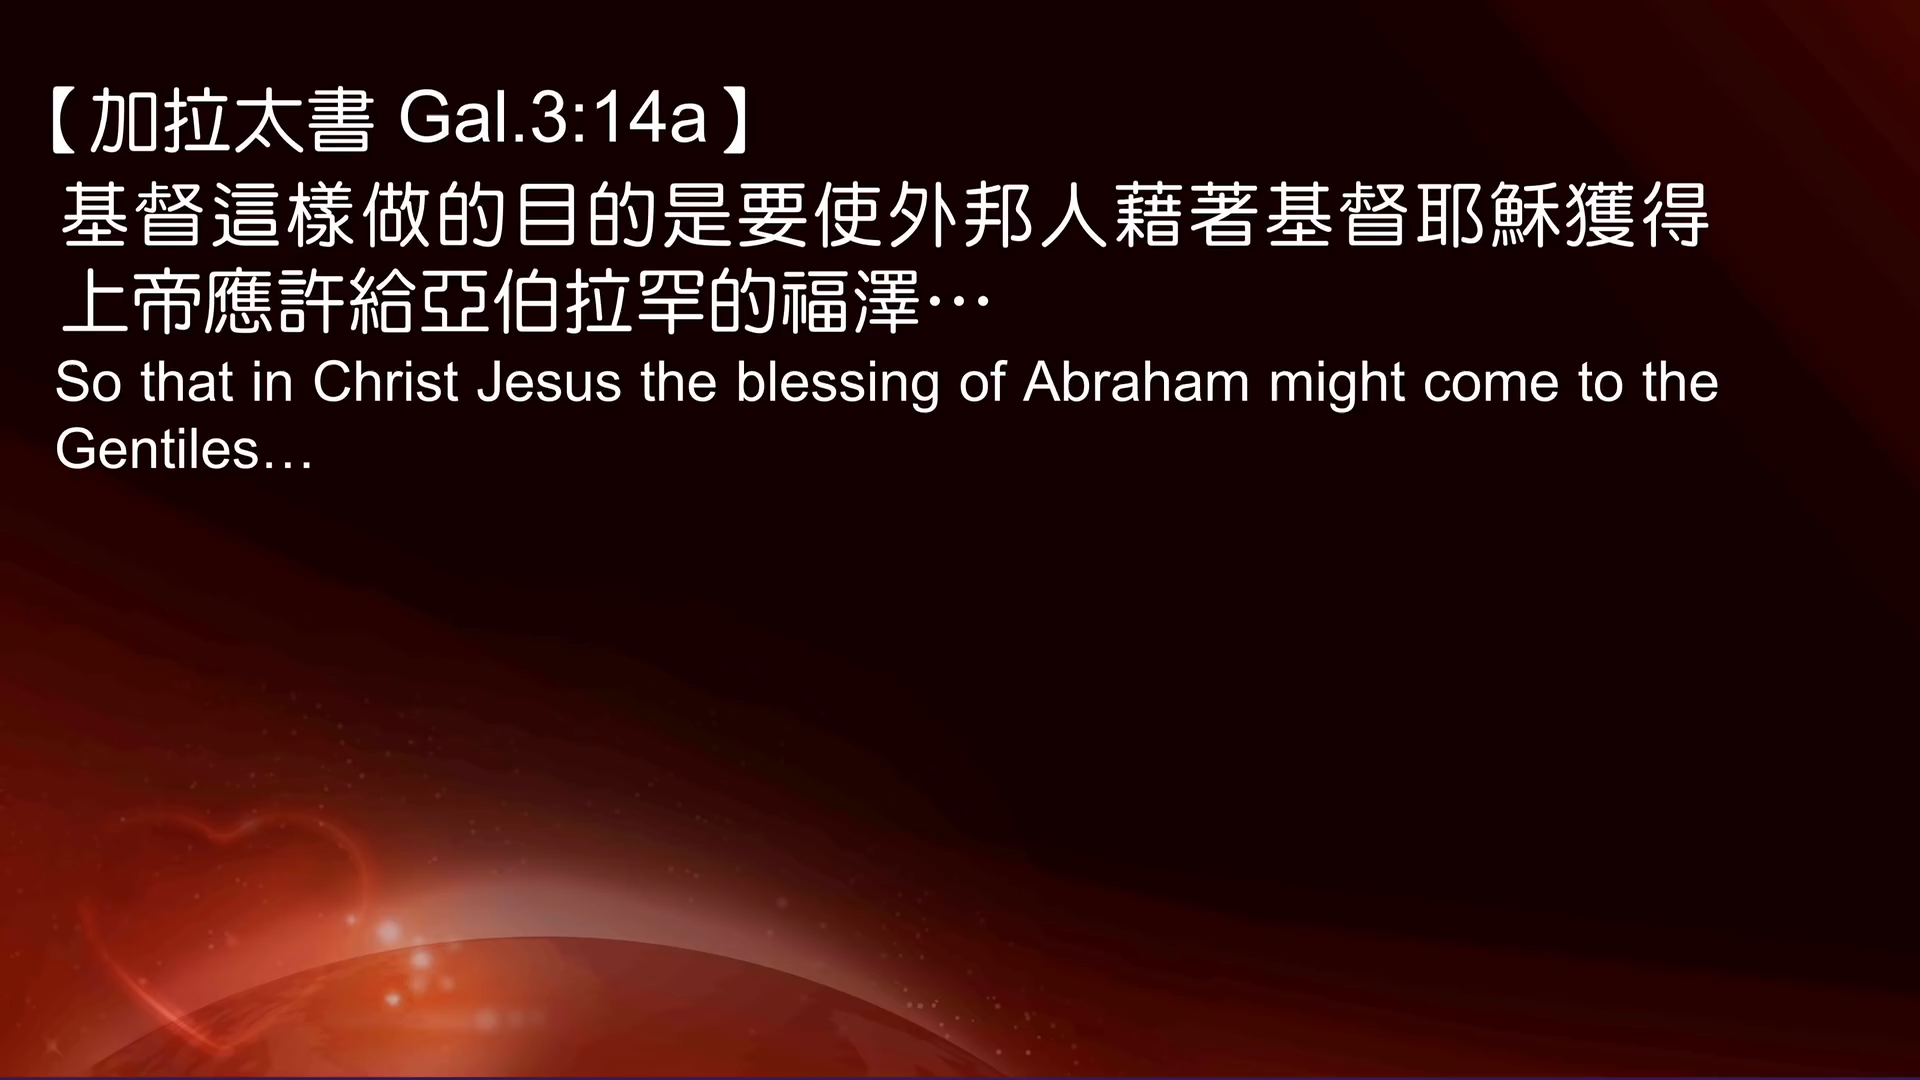 【加拉太書 Gal.3:14a】
基督這樣做的目的是要使外邦人藉著基督耶穌獲得
上帝應許給亞伯拉罕的福澤…
So that in Christ Jesus the blessing of Abraham might come to the
Gentiles…